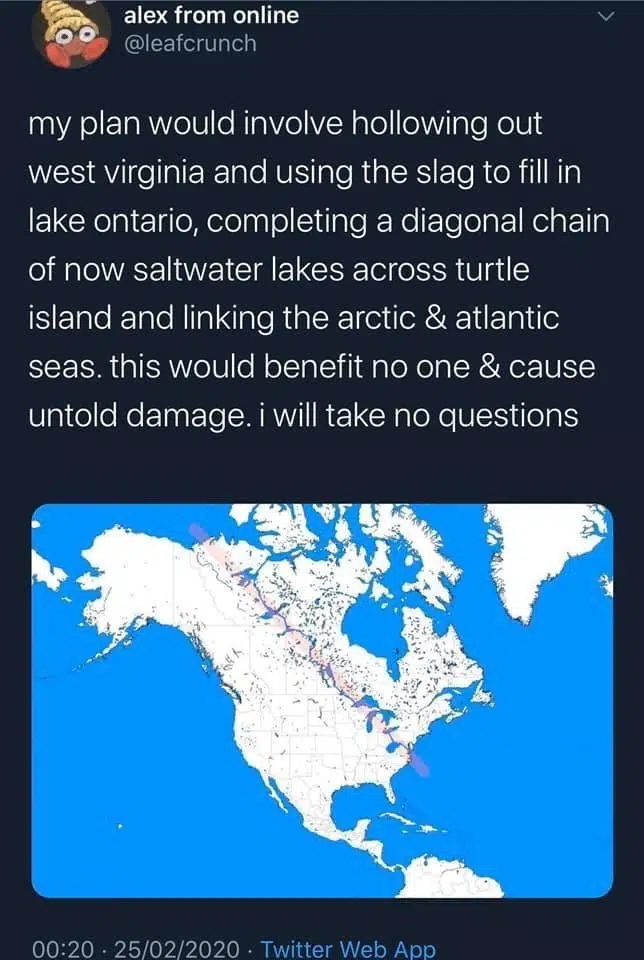 alex from online
@leafcrunch
my plan would involve hollowing out
west virginia and using the slag to fill in
lake ontario, completing a diagonal chain
of now saltwater lakes across turtle
island and linking the arctic & atlantic
seas. this would benefit no one & cause
untold damage. i will take no questions
00:20 · 25/02/2020 · Twitter Web App